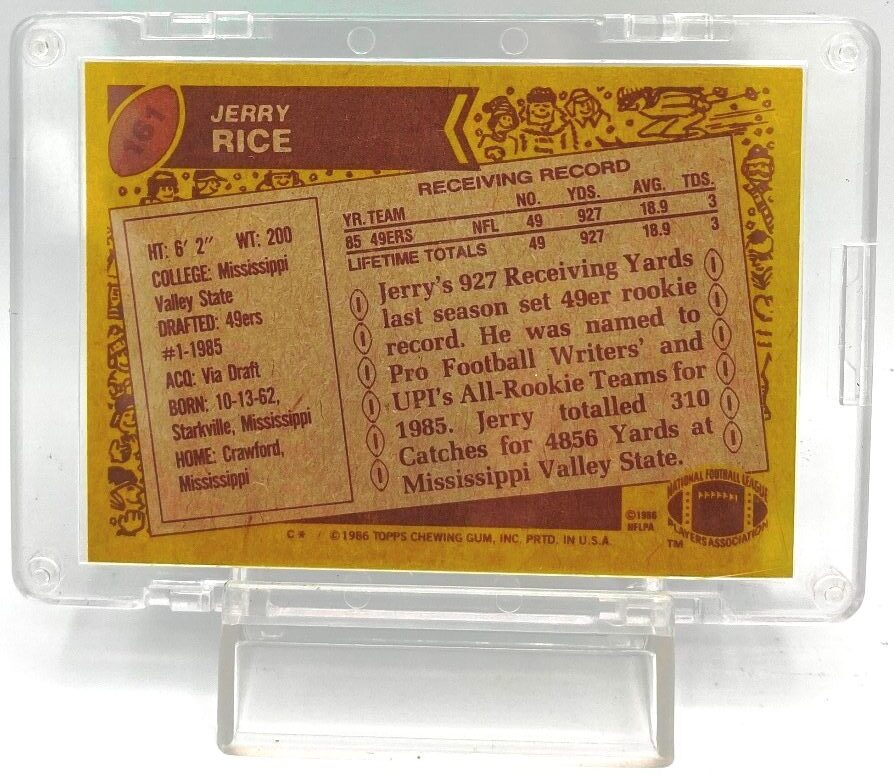 161
JERRY
RICE
RECEIVING RECORD
YR. TEAM NO. YDS. AVG. TDS.
85 49ERS NFL 49 927 18.9 3
LIFETIME TOTALS 49 927 18.9 3
HT: 6' 2" WT: 200
COLLEGE: Mississippi
Valley State
DRAFTED: 49ers
#1-1985
ACQ: Via Draft
BORN: 10-13-62,
Starkville, Mississippi
HOME: Crawford,
Mississippi
Jerry's 927 Receiving Yards
last season set 49er rookie
record. He was named to
Pro Football Writers' and
UPI's All-Rookie Teams for
1985. Jerry totalled 310
Catches for 4856 Yards at
Mississippi Valley State.
©1986
NFLPA
NATIONAL FOOTBALL LEAGUE
PLAYERS ASSOCIATION
TM
C* / ©1986 TOPPS CHEWING GUM, INC. PRTD. IN U.S.A.